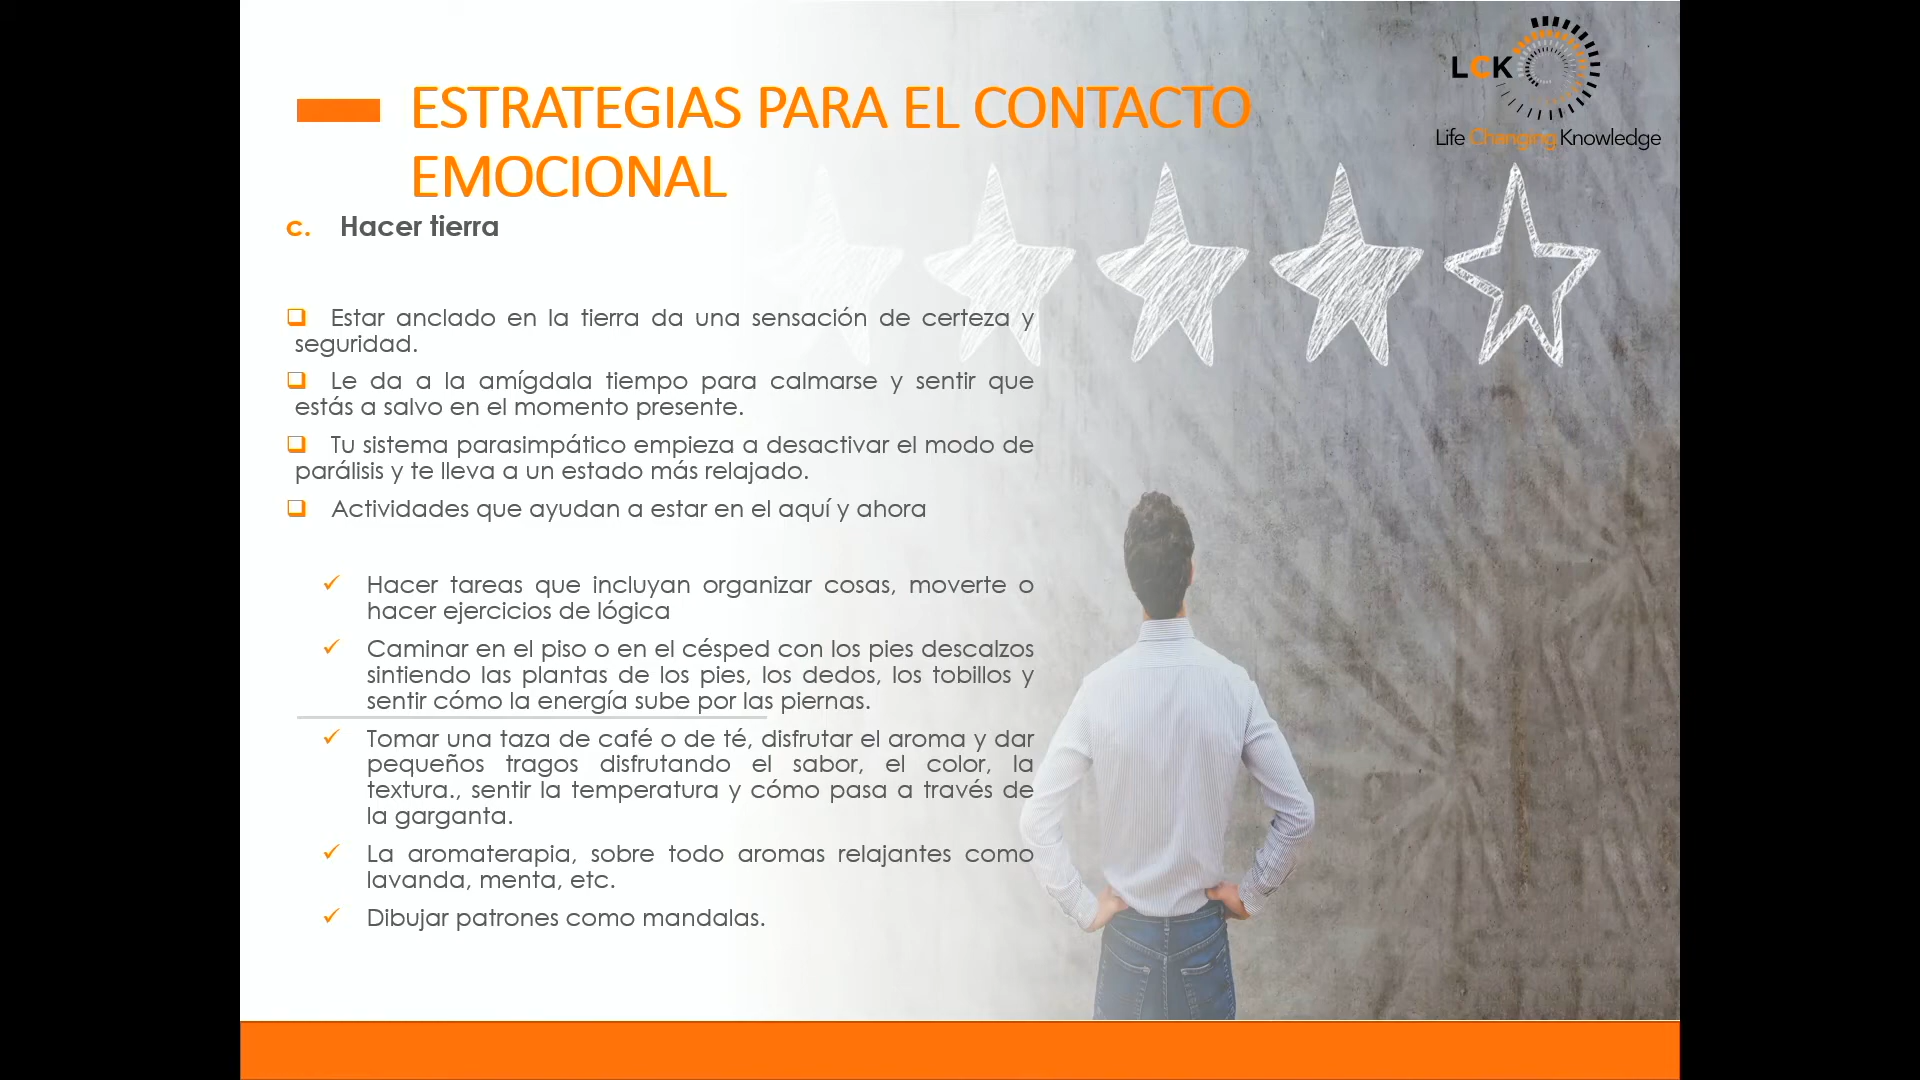 LCK
Life Changing Knowledge
ESTRATEGIAS PARA EL CONTACTO
EMOCIONAL
c. Hacer tierra
Estar anclado en la tierra da una sensación de certeza y
seguridad.
Le da a la amígdala tiempo para calmarse y sentir que
estás a salvo en el momento presente.
Tu sistema parasimpático empieza a desactivar el modo de
parálisis y te lleva a un estado más relajado.
Actividades que ayudan a estar en el aquí y ahora
Hacer tareas que incluyan organizar cosas, moverte o
hacer ejercicios de lógica
Caminar en el piso o en el césped con los pies descalzos
sintiendo las plantas de los pies, los dedos, los tobillos y
sentir cómo la energía sube por las piernas.
Tomar una taza de café o de té, disfrutar el aroma y dar
pequeños tragos disfrutando el sabor, el color, la
textura., sentir la temperatura y cómo pasa a través de
la garganta.
La aromaterapia, sobre todo aromas relajantes como
lavanda, menta, etc.
Dibujar patrones como mandalas.